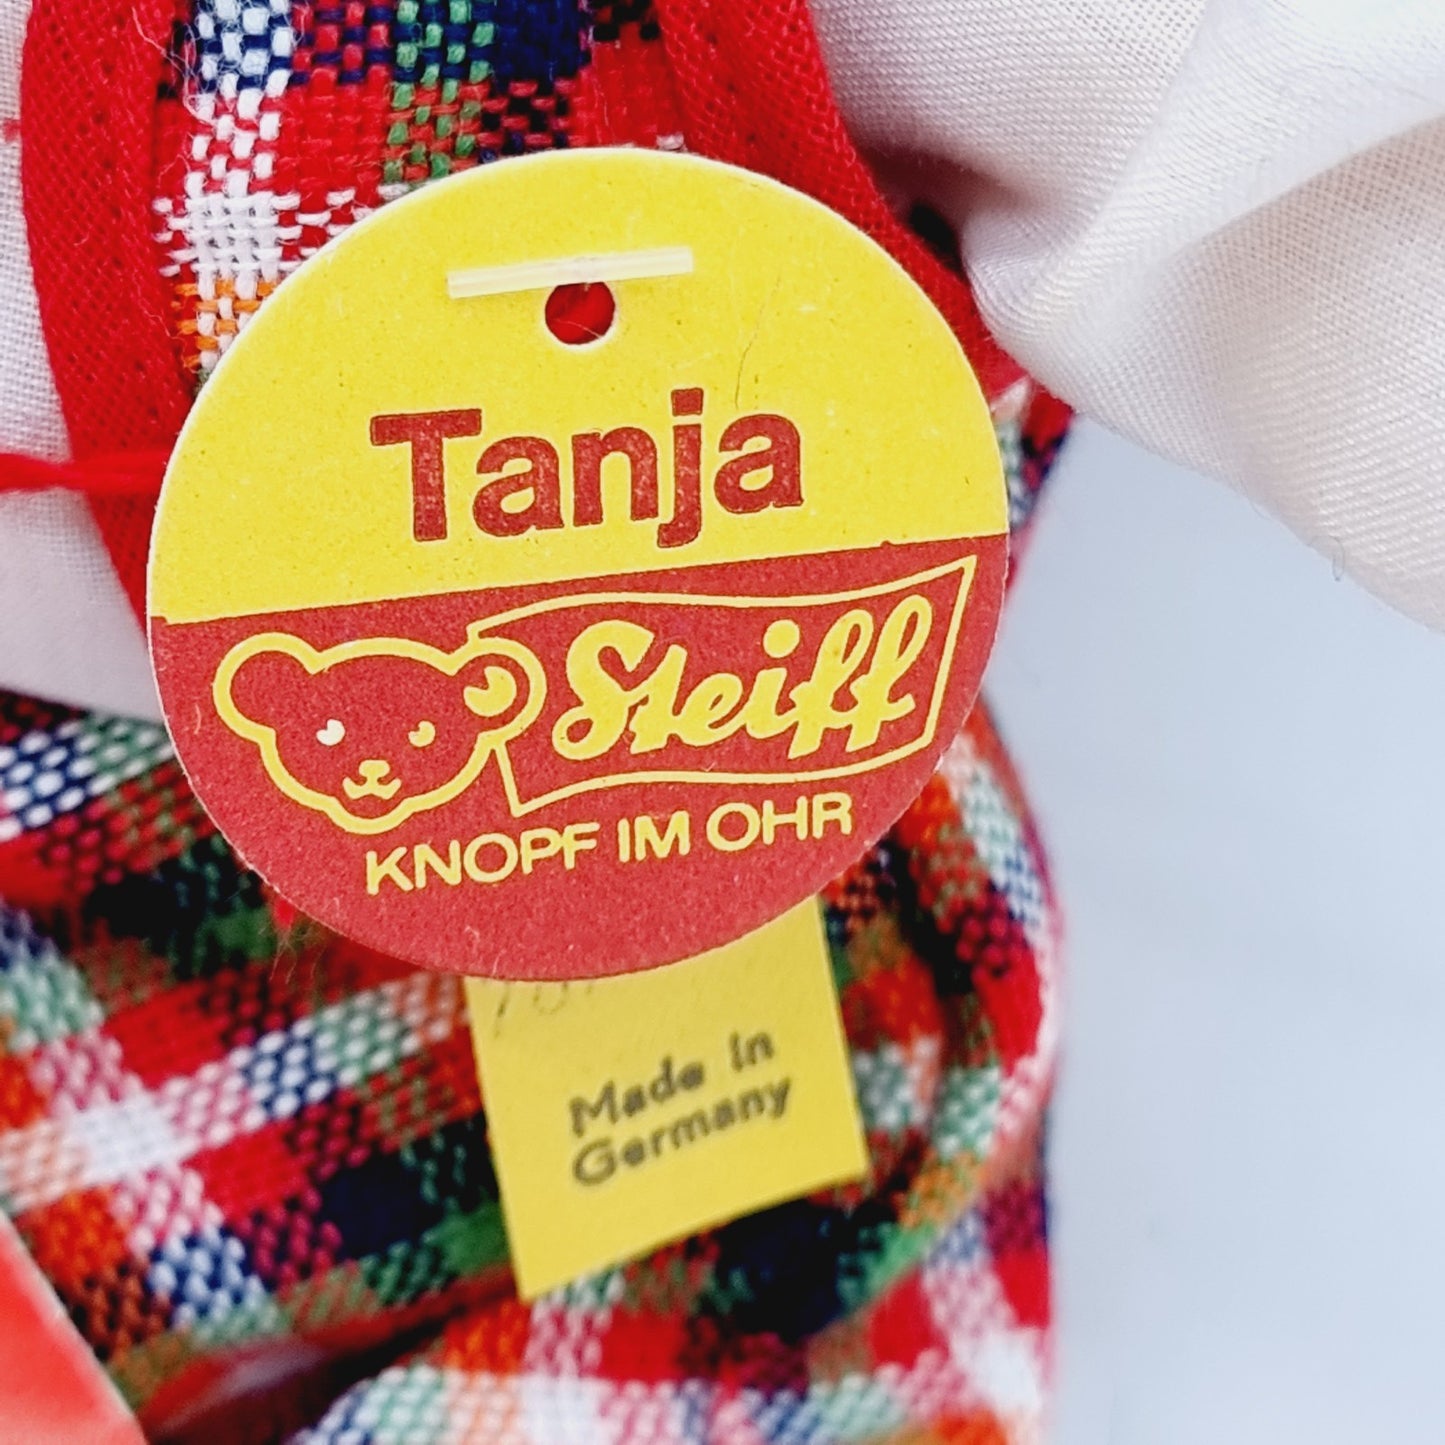 Tanja
Steiff
KNOPF IM OHR
Made In
Germany